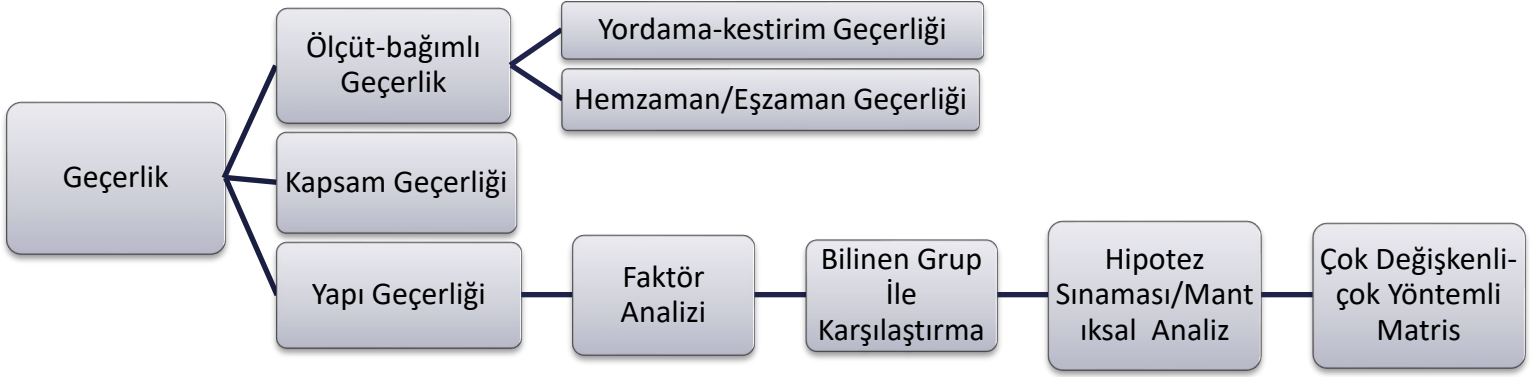 Geçerlik
Ölçüt-bağımlı
Geçerlik
Yordama-kestirim Geçerliği
Hemzaman/Eşzaman Geçerliği
Kapsam Geçerliği
Yapı Geçerliği
Faktör
Analizi
Bilinen Grup
İle
Karşılaştırma
Hipotez
Sınaması/Mant
ıksal  Analiz
Çok Değişkenli-
çok Yöntemli
Matris